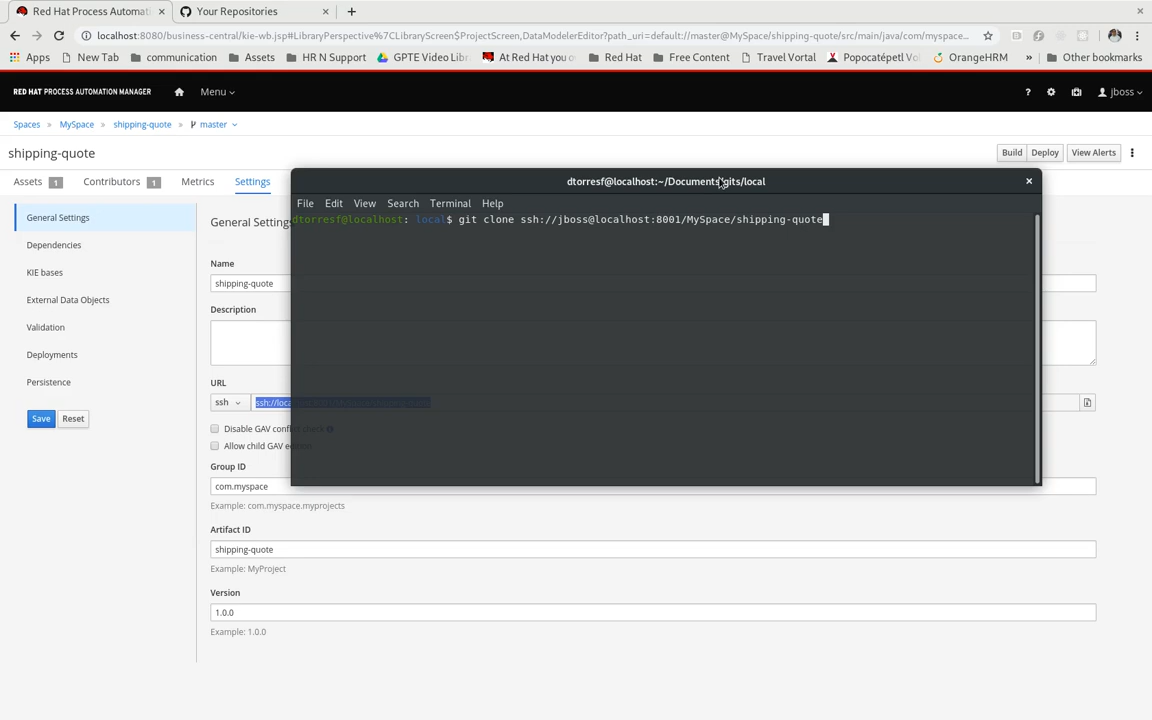 Red Hat Process Automati
Your Repositories
localhost:8080/business-central/kie-wb.jsp#LibraryPerspective%7CLibraryScreen$ProjectScreen,DataModelerEditor?path_uri=default://master@MySpace/shipping-quote/src/main/java/com/myspace...
Apps
New Tab
communication
Assets
HR N Support
GPTE Video Libr
At Red Hat you o
Red Hat
Free Content
Travel Vortal
Popocatépetl Vol
OrangeHRM
»
Other bookmarks
RED HAT PROCESS AUTOMATION MANAGER
Menu
?
jboss
Spaces » MySpace » shipping-quote » master
shipping-quote
Build
Deploy
View Alerts
Assets 1
Contributors 1
Metrics
Settings
dtorresf@localhost:~/Documents/gits/local
File Edit View Search Terminal Help
dtorresf@localhost: local$ git clone ssh://jboss@localhost:8001/MySpace/shipping-quote
General Settings
Dependencies
KIE bases
External Data Objects
Validation
Deployments
Persistence
Save
Reset
General Settings
Name
shipping-quote
Description
URL
ssh
Disable GAV conflict check
Allow child GAV
Group ID
com.myspace
Example: com.myspace.myprojects
Artifact ID
shipping-quote
Example: MyProject
Version
1.0.0
Example: 1.0.0